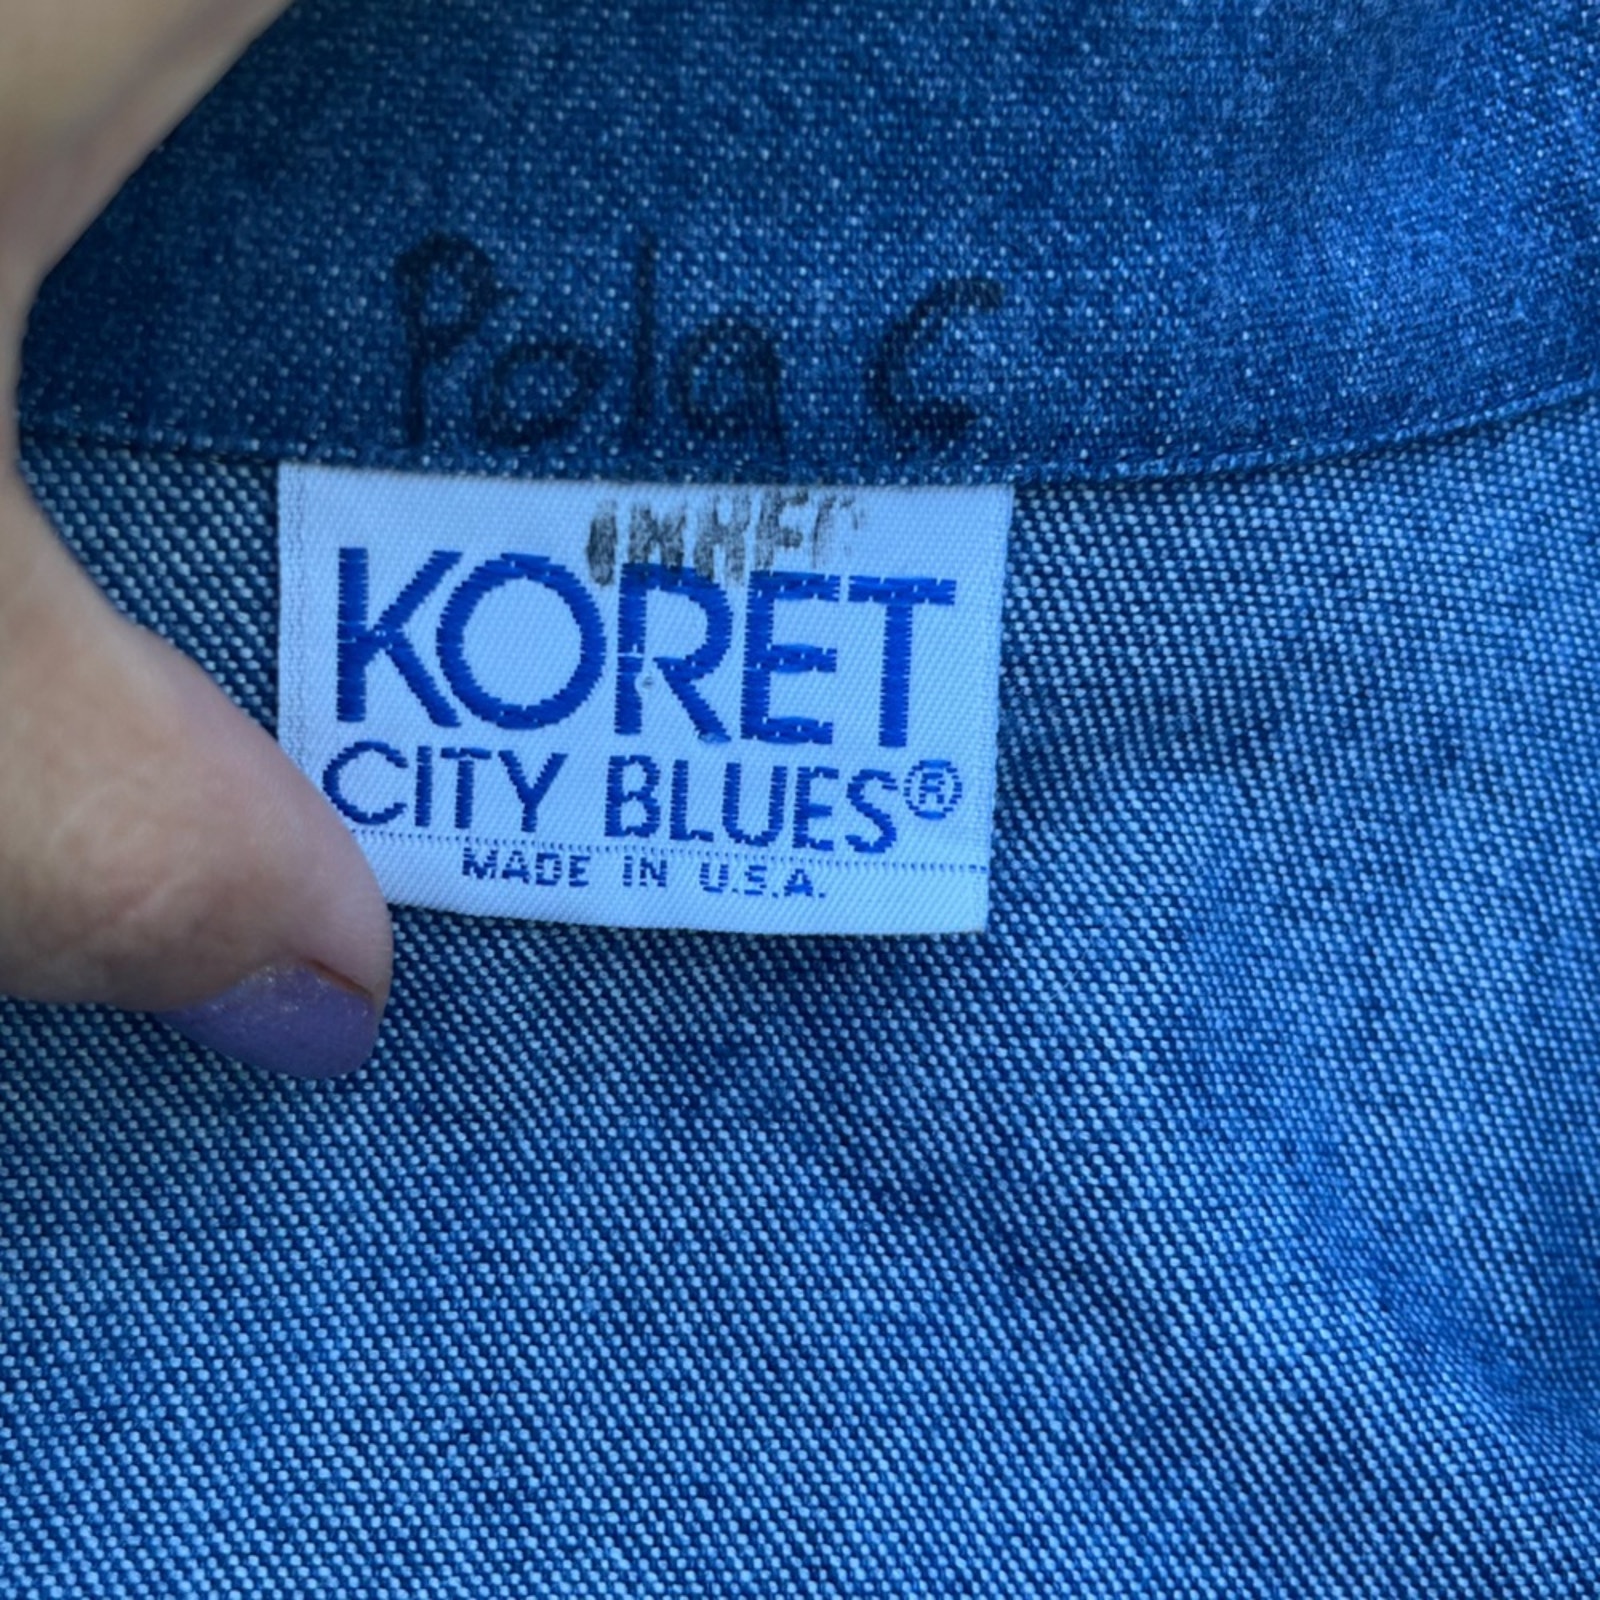 Pola C
KORET
CITY BLUES®
MADE IN U.S.A.